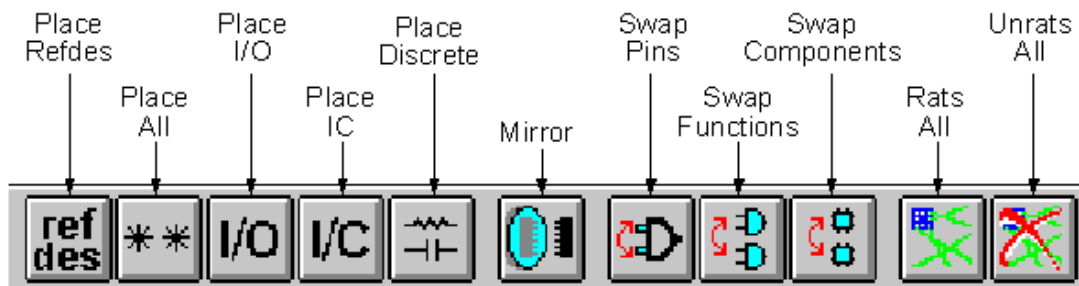 Place
Refdes
Place
All
Place
I/O
Place
IC
Place
Discrete
Mirror
Swap
Pins
Swap
Functions
Swap
Components
Rats
All
Unrats
All
ref
des
**
I/O
I/C